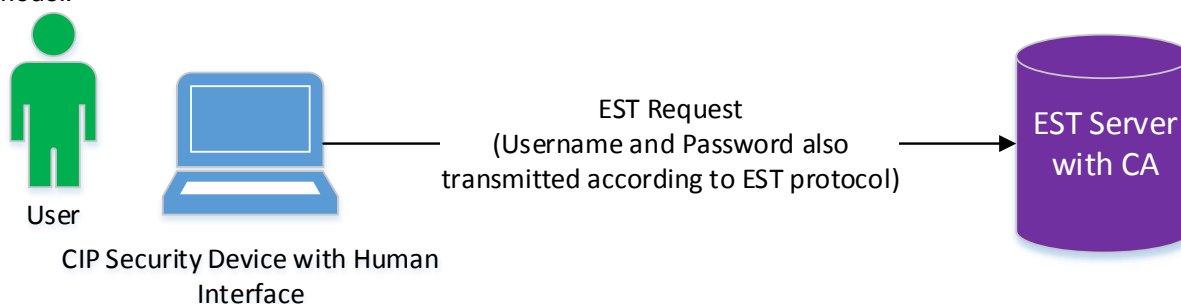 EST Request
(Username and Password also
transmitted according to EST protocol)
EST Server
with CA
User
CIP Security Device with Human
Interface